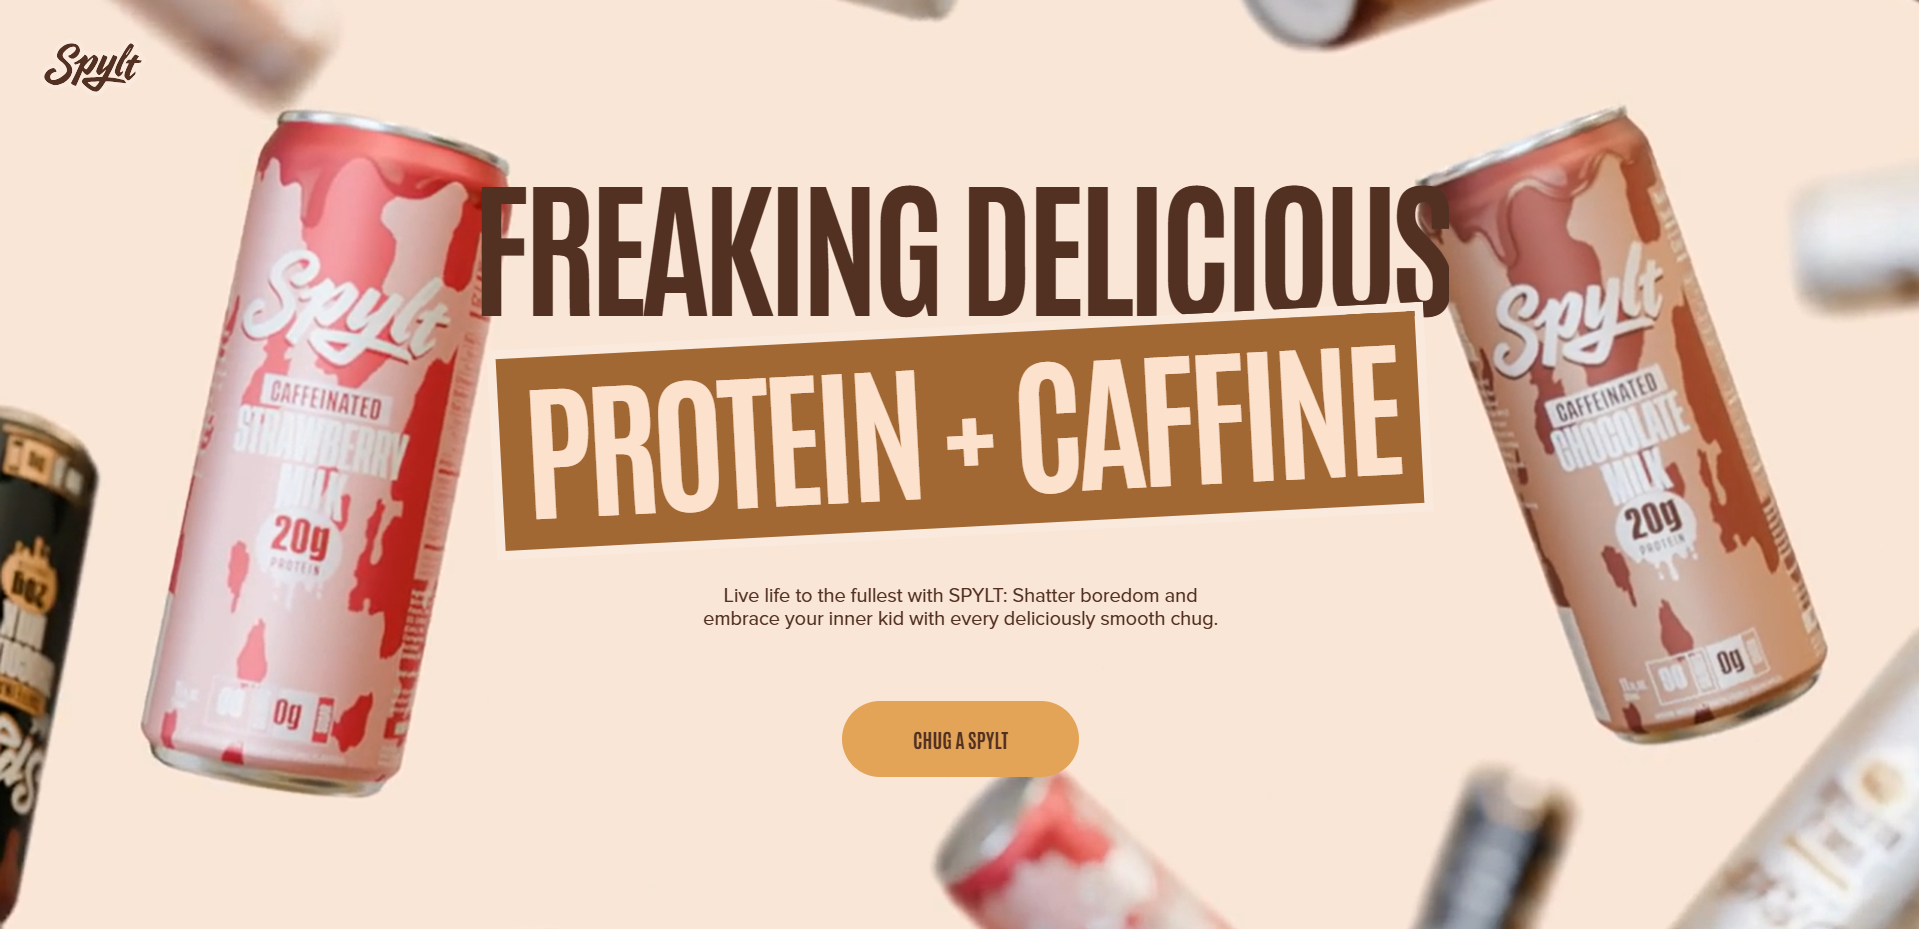 Spylt
FREAKING DELICIOUS
PROTEIN + CAFFINE
Live life to the fullest with SPYLT: Shatter boredom and
embrace your inner kid with every deliciously smooth chug.
CHUG A SPYLT
Spylt
CAFFEINATED
STRAWBERRY
MILK
20g
PROTEIN
0g
Spylt
CAFFEINATED
CHOCOLATE
MILK
20g
PROTEIN
0g